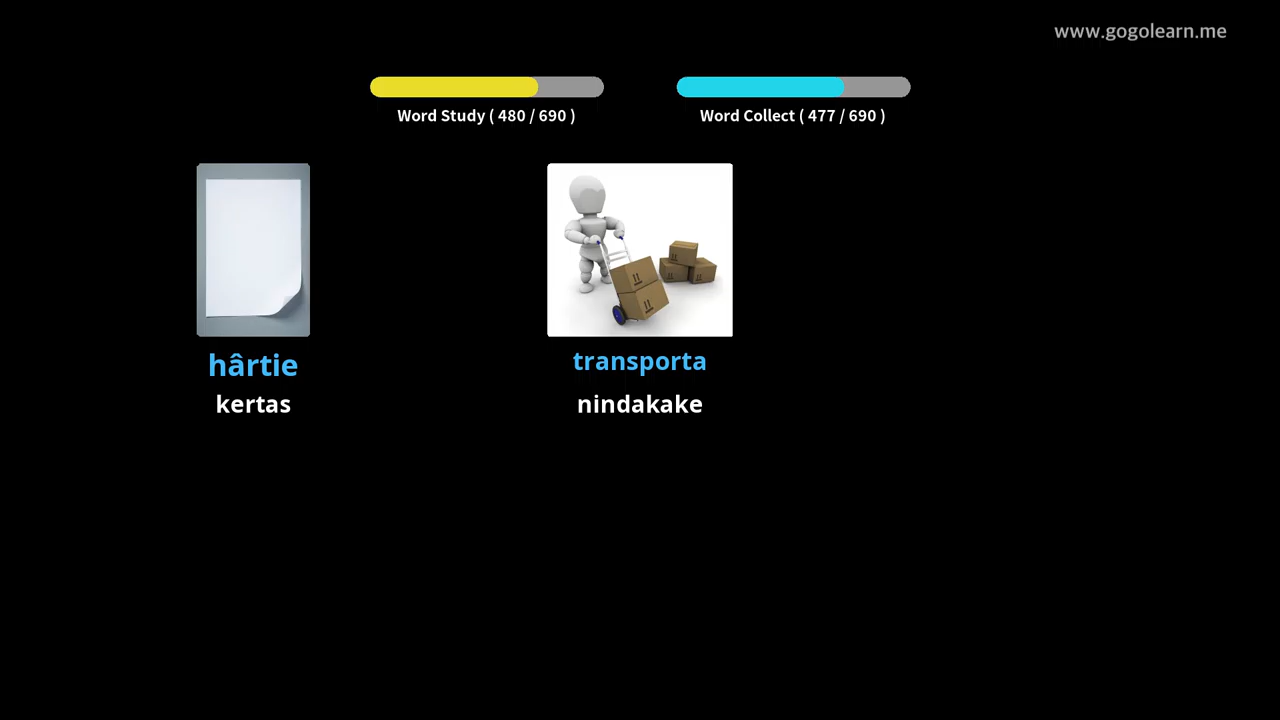 www.gogolearn.me
Word Study ( 480 / 690 )
Word Collect ( 477 / 690 )
hârtie
kertas
transporta
nindakake